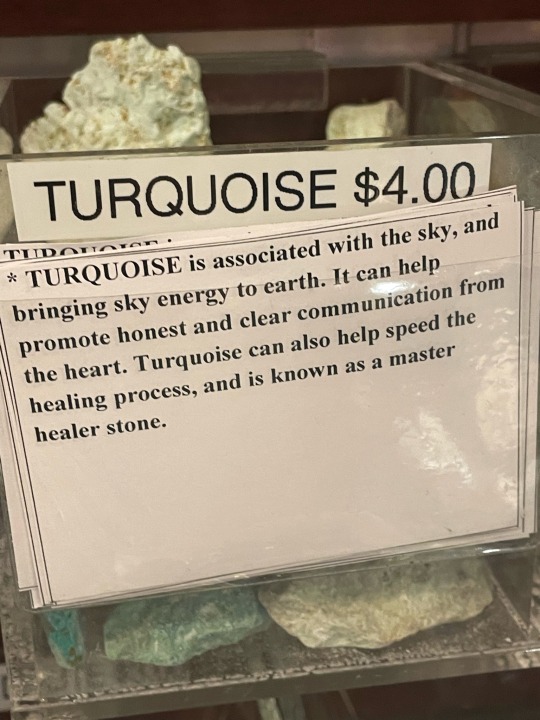 TURQUOISE $4.00
* TURQUOISE is associated with the sky, and
bringing sky energy to earth. It can help
promote honest and clear communication from
the heart. Turquoise can also help speed the
healing process, and is known as a master
healer stone.